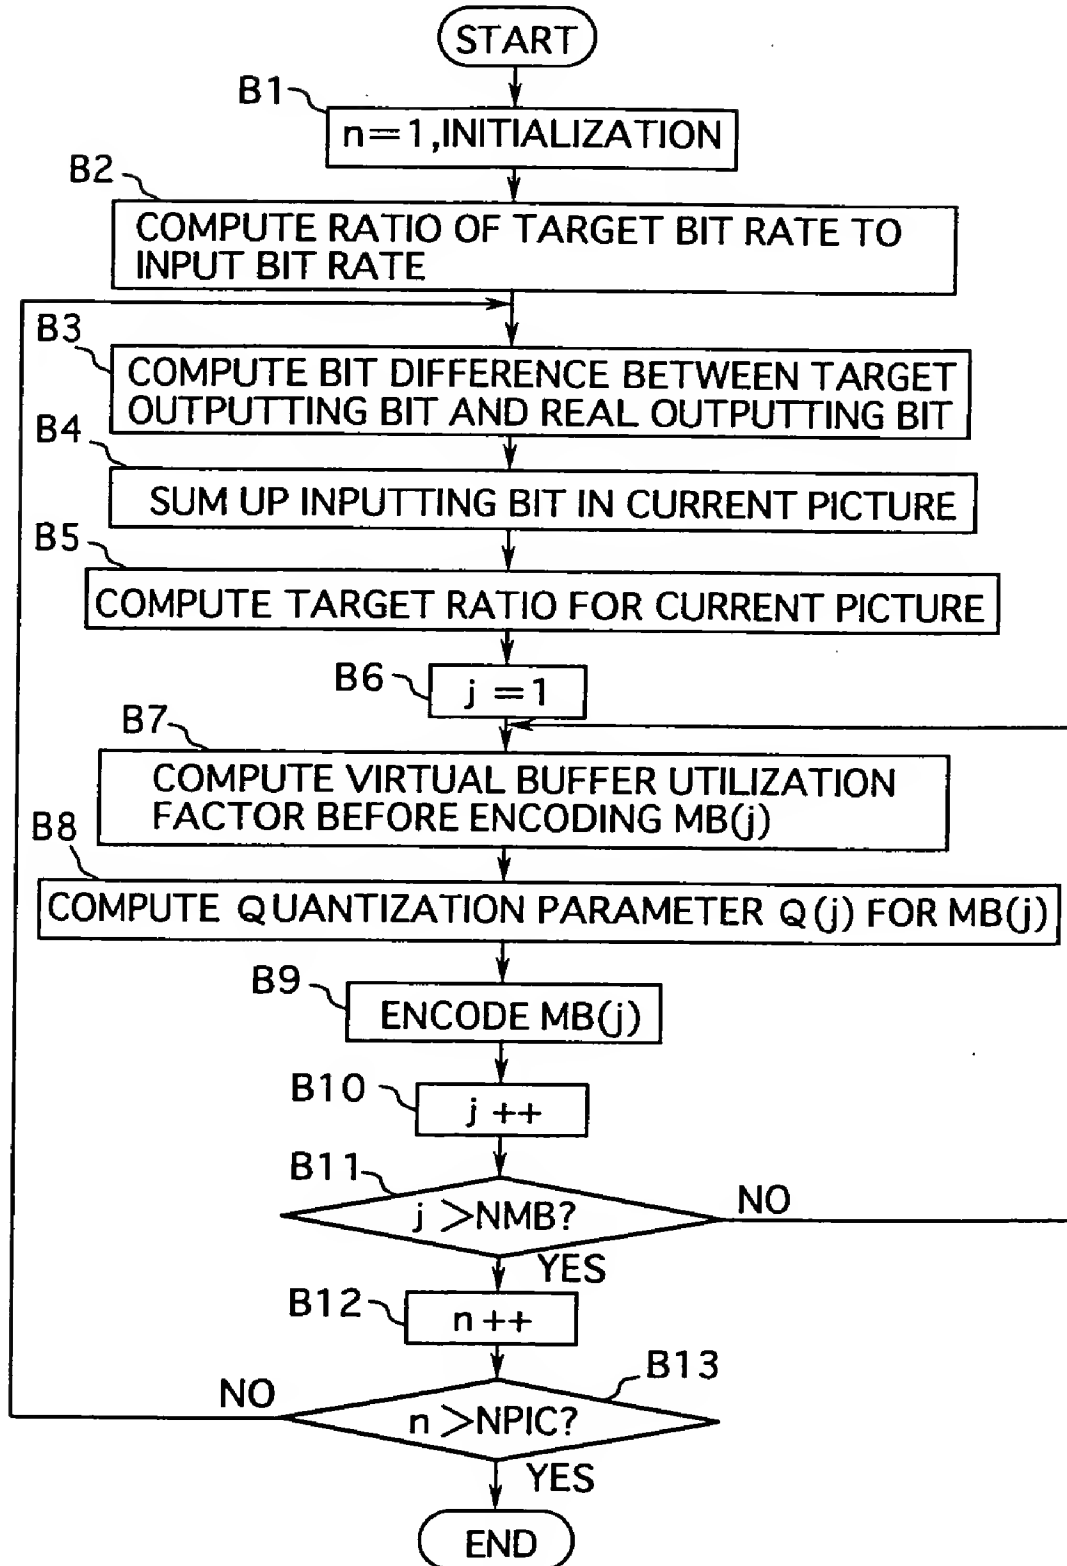 START
B1
n=1,INITIALIZATION
B2
COMPUTE RATIO OF TARGET BIT RATE TO
INPUT BIT RATE
B3
COMPUTE BIT DIFFERENCE BETWEEN TARGET
OUTPUTTING BIT AND REAL OUTPUTTING BIT
B4
SUM UP INPUTTING BIT IN CURRENT PICTURE
B5
COMPUTE TARGET RATIO FOR CURRENT PICTURE
B6
j =1
B7
COMPUTE VIRTUAL BUFFER UTILIZATION
FACTOR BEFORE ENCODING MB(j)
B8
COMPUTE QUANTIZATION PARAMETER Q(j) FOR MB(j)
B9
ENCODE MB(j)
B10
j ++
B11
j >NMB?
NO
YES
B12
n ++
B13
n >NPIC?
NO
YES
END